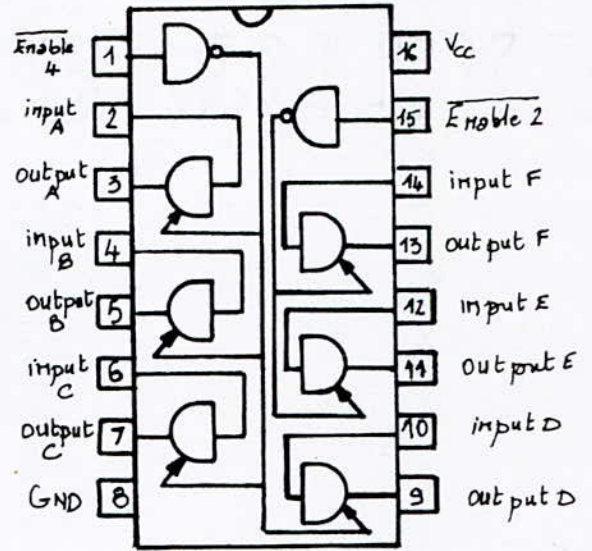 Enable
4
1
input
A
2
output
A
3
input
B
4
output
B
5
input
C
6
output
C
7
GND
8
16
Vcc
15
Enable 2
14
input F
13
output F
12
input E
11
output E
10
input D
9
output D